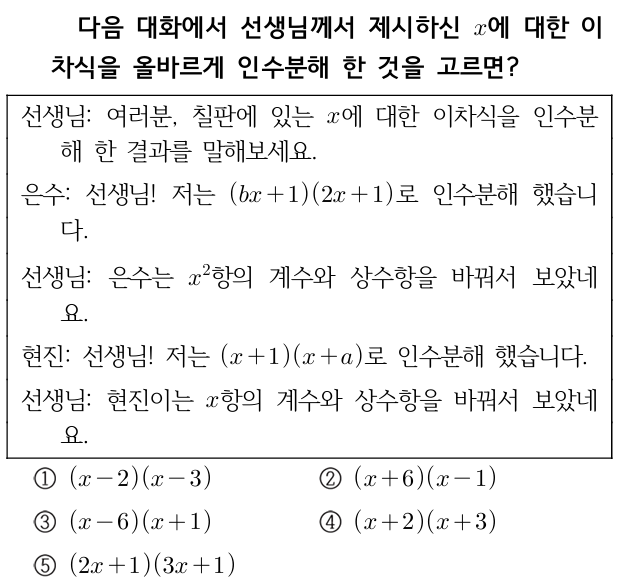 다음 대화에서 선생님께서 제시하신 x에 대한 이
차식을 올바르게 인수분해 한 것을 고르면?
선생님: 여러분, 칠판에 있는 x에 대한 이차식을 인수분
해 한 결과를 말해보세요.
은수: 선생님! 저는 (bx+1)(2x+1)로 인수분해 했습니
다.
선생님: 은수는 x²항의 계수와 상수항을 바꿔서 보았네
요.
현진: 선생님! 저는 (x+1)(x+a)로 인수분해 했습니다.
선생님: 현진이는 x항의 계수와 상수항을 바꿔서 보았네
요.
① (x-2)(x-3) ② (x+6)(x-1)
③ (x-6)(x+1) ④ (x+2)(x+3)
⑤ (2x+1)(3x+1)